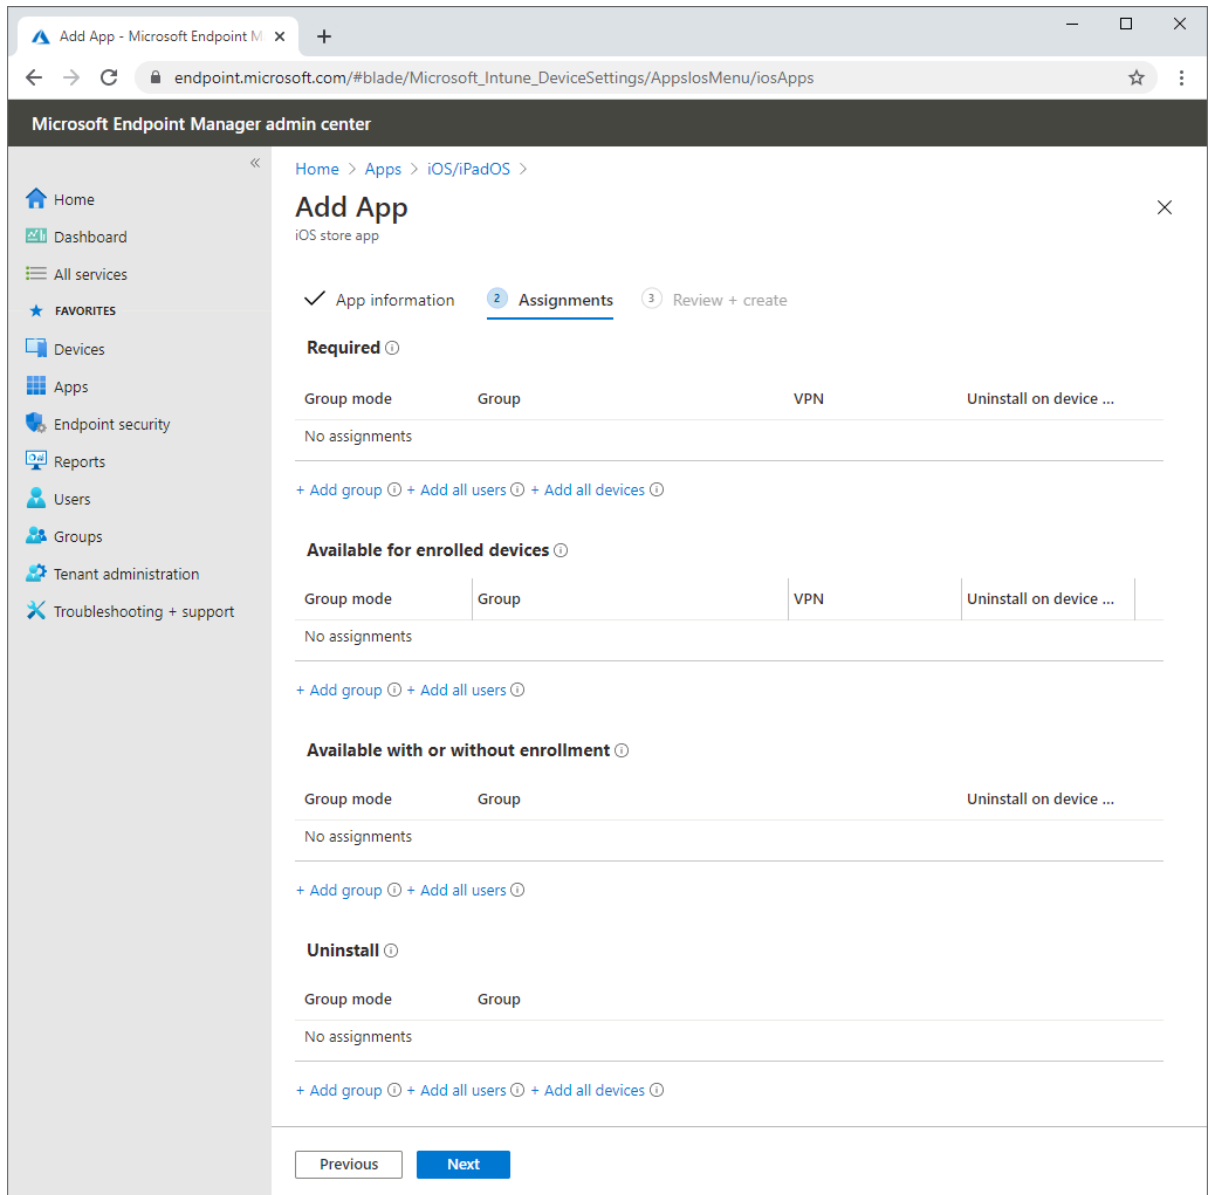 Add App - Microsoft Endpoint M
endpoint.microsoft.com/#blade/Microsoft_Intune_DeviceSettings/AppsIosMenu/iosApps
Microsoft Endpoint Manager admin center
Home
Dashboard
All services
FAVORITES
Devices
Apps
Endpoint security
Reports
Users
Groups
Tenant administration
Troubleshooting + support
Home > Apps > iOS/iPadOS >
Add App
iOS store app
App information 2 Assignments 3 Review + create
Required
Group mode Group VPN Uninstall on device ...
No assignments
+ Add group + Add all users + Add all devices
Available for enrolled devices
Group mode Group VPN Uninstall on device ...
No assignments
+ Add group + Add all users
Available with or without enrollment
Group mode Group Uninstall on device ...
No assignments
+ Add group + Add all users
Uninstall
Group mode Group
No assignments
+ Add group + Add all users + Add all devices
Previous Next